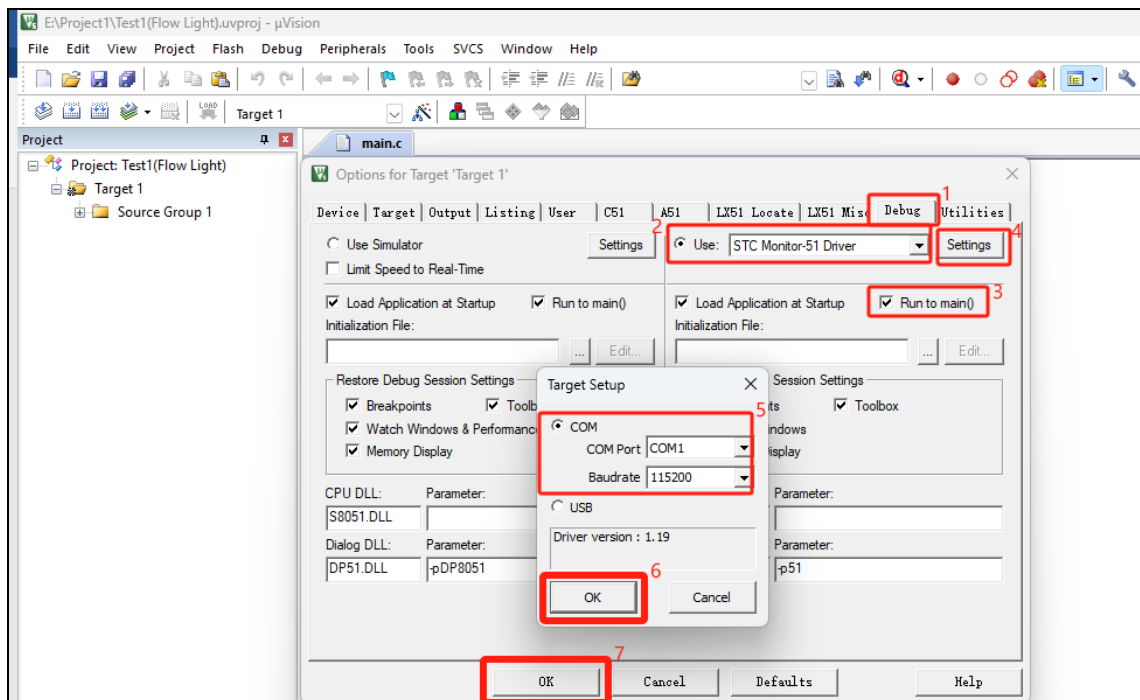 E:\Project1\Test1(Flow Light).uvproj - µVision
File Edit View Project Flash Debug Peripherals Tools SVCS Window Help
LOAD Target 1
Project
main.c
Project: Test1(Flow Light)
Target 1
Source Group 1
Options for Target 'Target 1'
1
Device Target Output Listing User C51 A51 LX51 Locate LX51 Misc Debug Utilities
2
4
Use Simulator Settings Use: STC Monitor-51 Driver Settings
Limit Speed to Real-Time
3
Load Application at Startup Run to main() Load Application at Startup Run to main()
Initialization File: Initialization File:
... Edit... ... Edit...
Restore Debug Session Settings Session Settings
Breakpoints Toolb ts Toolbox
Watch Windows & Performanc indows
Memory Display isplay
Target Setup
5
COM
COM Port COM1
Baudrate 115200
USB
Driver version : 1.19
6
OK Cancel
CPU DLL: Parameter: Parameter:
S8051.DLL
Dialog DLL: Parameter: Parameter:
DP51.DLL -pDP8051 -p51
7
OK Cancel Defaults Help